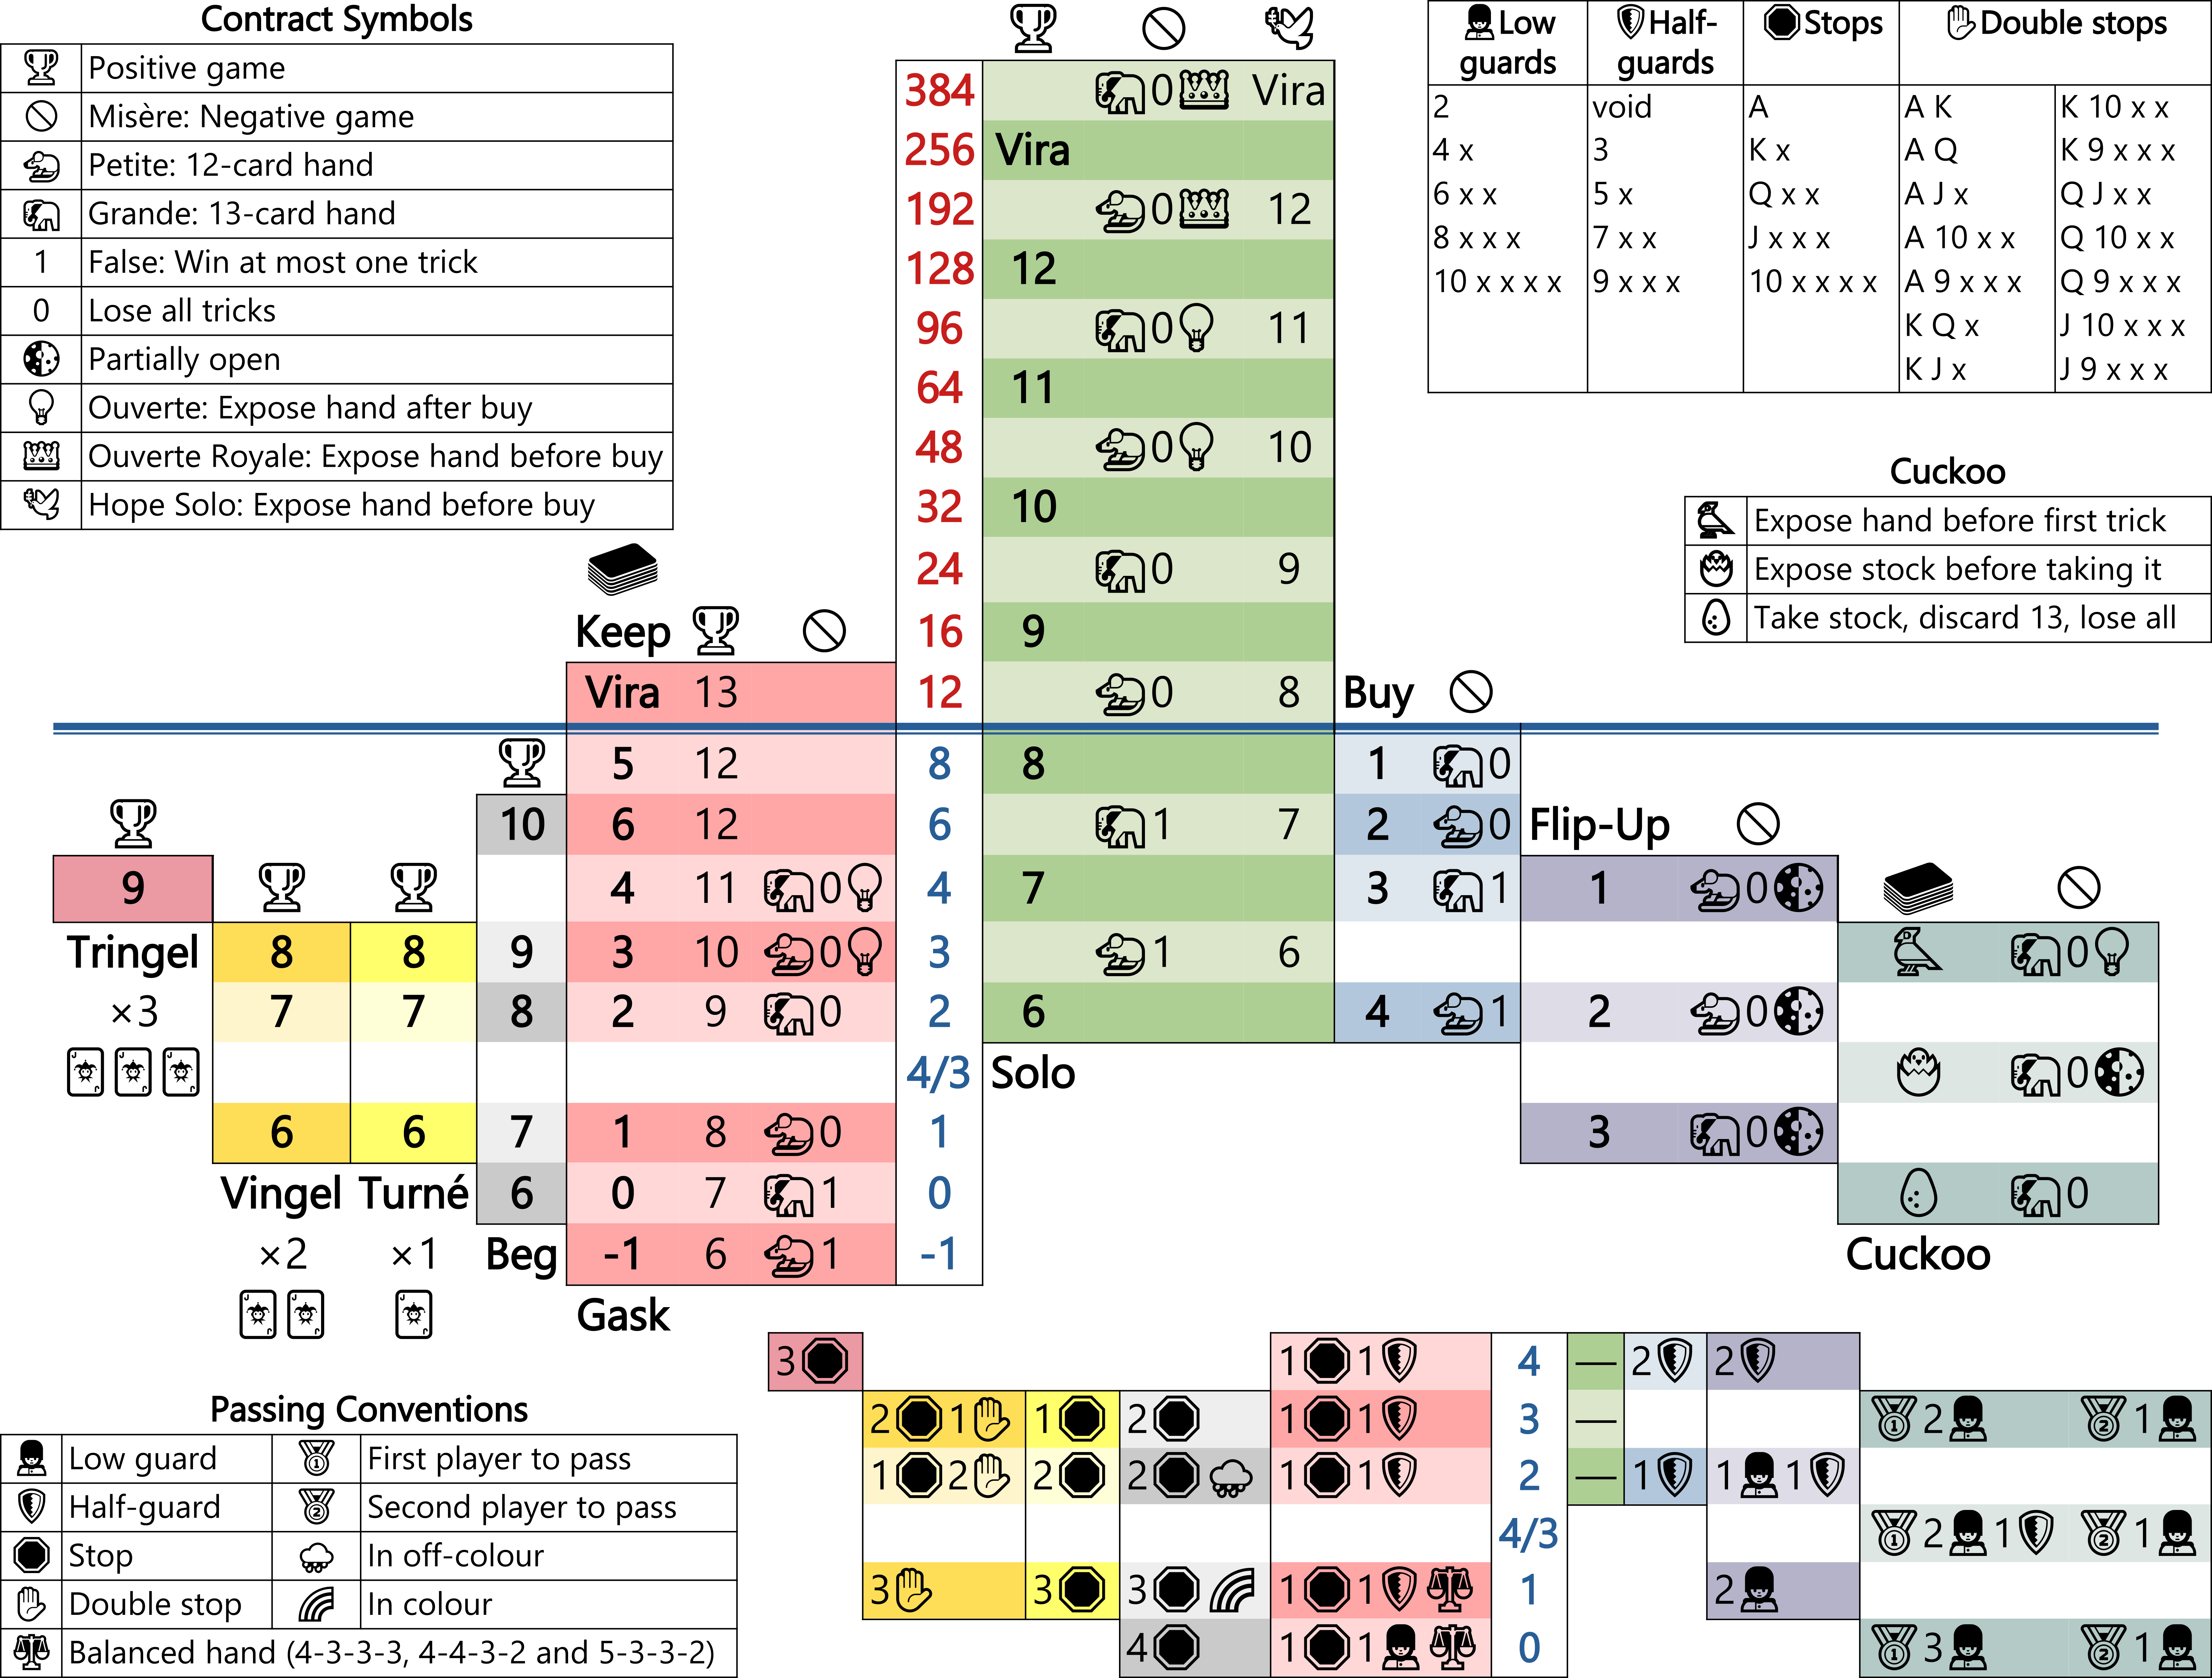 Contract Symbols
Positive game
Misère: Negative game
Petite: 12-card hand
Grande: 13-card hand
1 False: Win at most one trick
0 Lose all tricks
Partially open
Ouverte: Expose hand after buy
Ouverte Royale: Expose hand before buy
Hope Solo: Expose hand before buy
Low guards Half-guards Stops Double stops
2 void A A K K 10 x x
4 x 3 K x A Q K 9 x x x
6 x x 5 x Q x x A J x Q J x x
8 x x x 7 x x J x x x A 10 x x Q 10 x x
10 x x x x 9 x x x 10 x x x x A 9 x x x Q 9 x x x
K Q x J 10 x x x
K J x J 9 x x x
Cuckoo
Expose hand before first trick
Expose stock before taking it
Take stock, discard 13, lose all
384 0 Vira
256 Vira
192 0 12
128 12
96 0 11
64 11
48 0 10
32 10
24 0 9
Keep 16 9
Vira 13 12 0 8 Buy
5 12 8 8 1 0
10 6 12 6 1 7 2 0 Flip-Up
9 4 11 0 4 7 3 1 1 0
Tringel 8 8 9 3 10 0 3 1 6 0
×3 7 7 8 2 9 0 2 6 4 1 2 0
4/3 Solo 0
6 6 7 1 8 0 1 3 0
Vingel Turné 6 0 7 1 0 0
×2 ×1 Beg -1 6 1 -1 Cuckoo
Gask
3 1 1 4 — 2 2
2 1 1 2 1 1 3 — 2 1
1 2 2 2 1 1 2 — 1 1 1
4/3 2 1 1
3 3 3 1 1 1 2
4 1 1 0 3 1
Passing Conventions
Low guard First player to pass
Half-guard Second player to pass
Stop In off-colour
Double stop In colour
Balanced hand (4-3-3-3, 4-4-3-2 and 5-3-3-2)